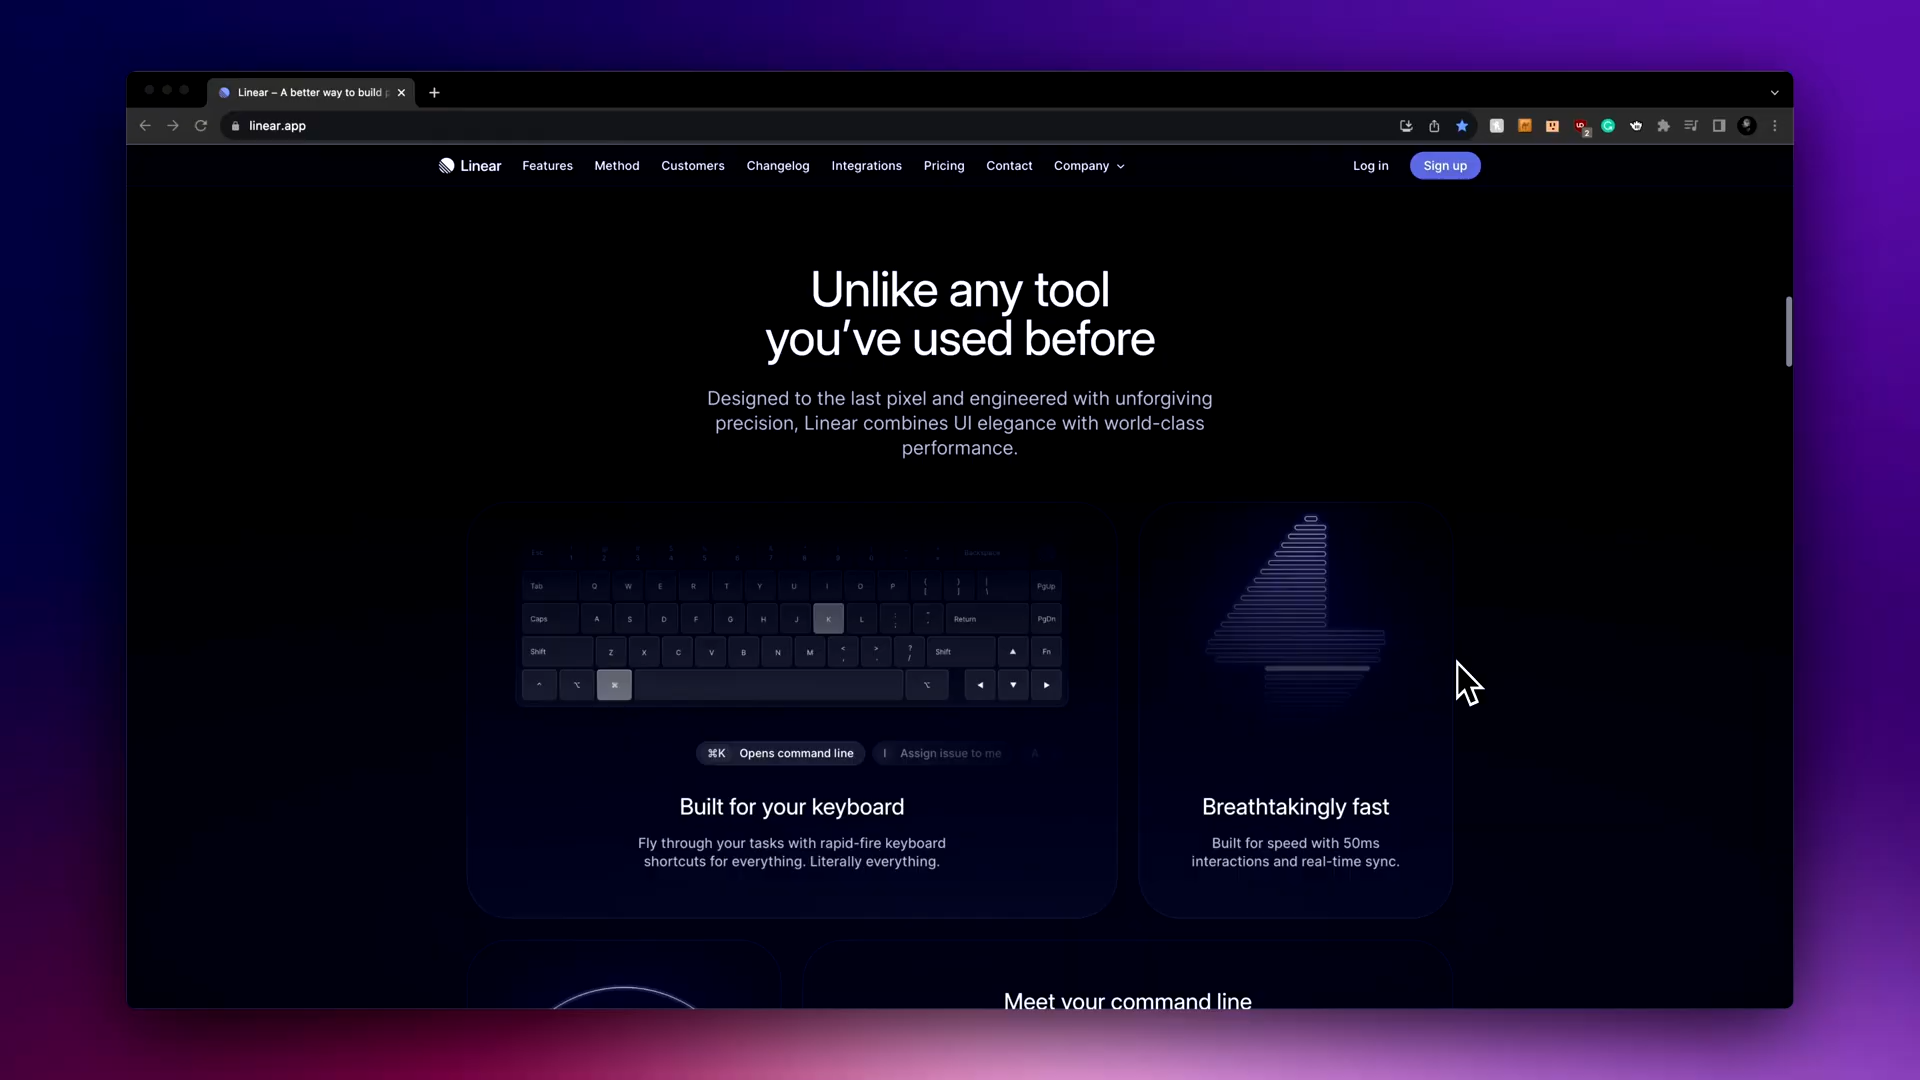 Linear – A better way to build
linear.app
2
Linear Features Method Customers Changelog Integrations Pricing Contact Company Log in Sign up
Unlike any tool
you've used before
Designed to the last pixel and engineered with unforgiving
precision, Linear combines UI elegance with world-class
performance.
Esc Backspace
Tab Q W E R T Y U I O P { [ } ] | \ PgUp
Caps A S D F G H J K L : ; Return PgDn
Shift Z X C V B N M < , > . ? / Shift ▲ Fn
^ ⌥ ⌘ ⌥ ◀ ▼ ▶
⌘K Opens command line I Assign issue to me A
Built for your keyboard
Fly through your tasks with rapid-fire keyboard
shortcuts for everything. Literally everything.
Breathtakingly fast
Built for speed with 50ms
interactions and real-time sync.
Meet your command line